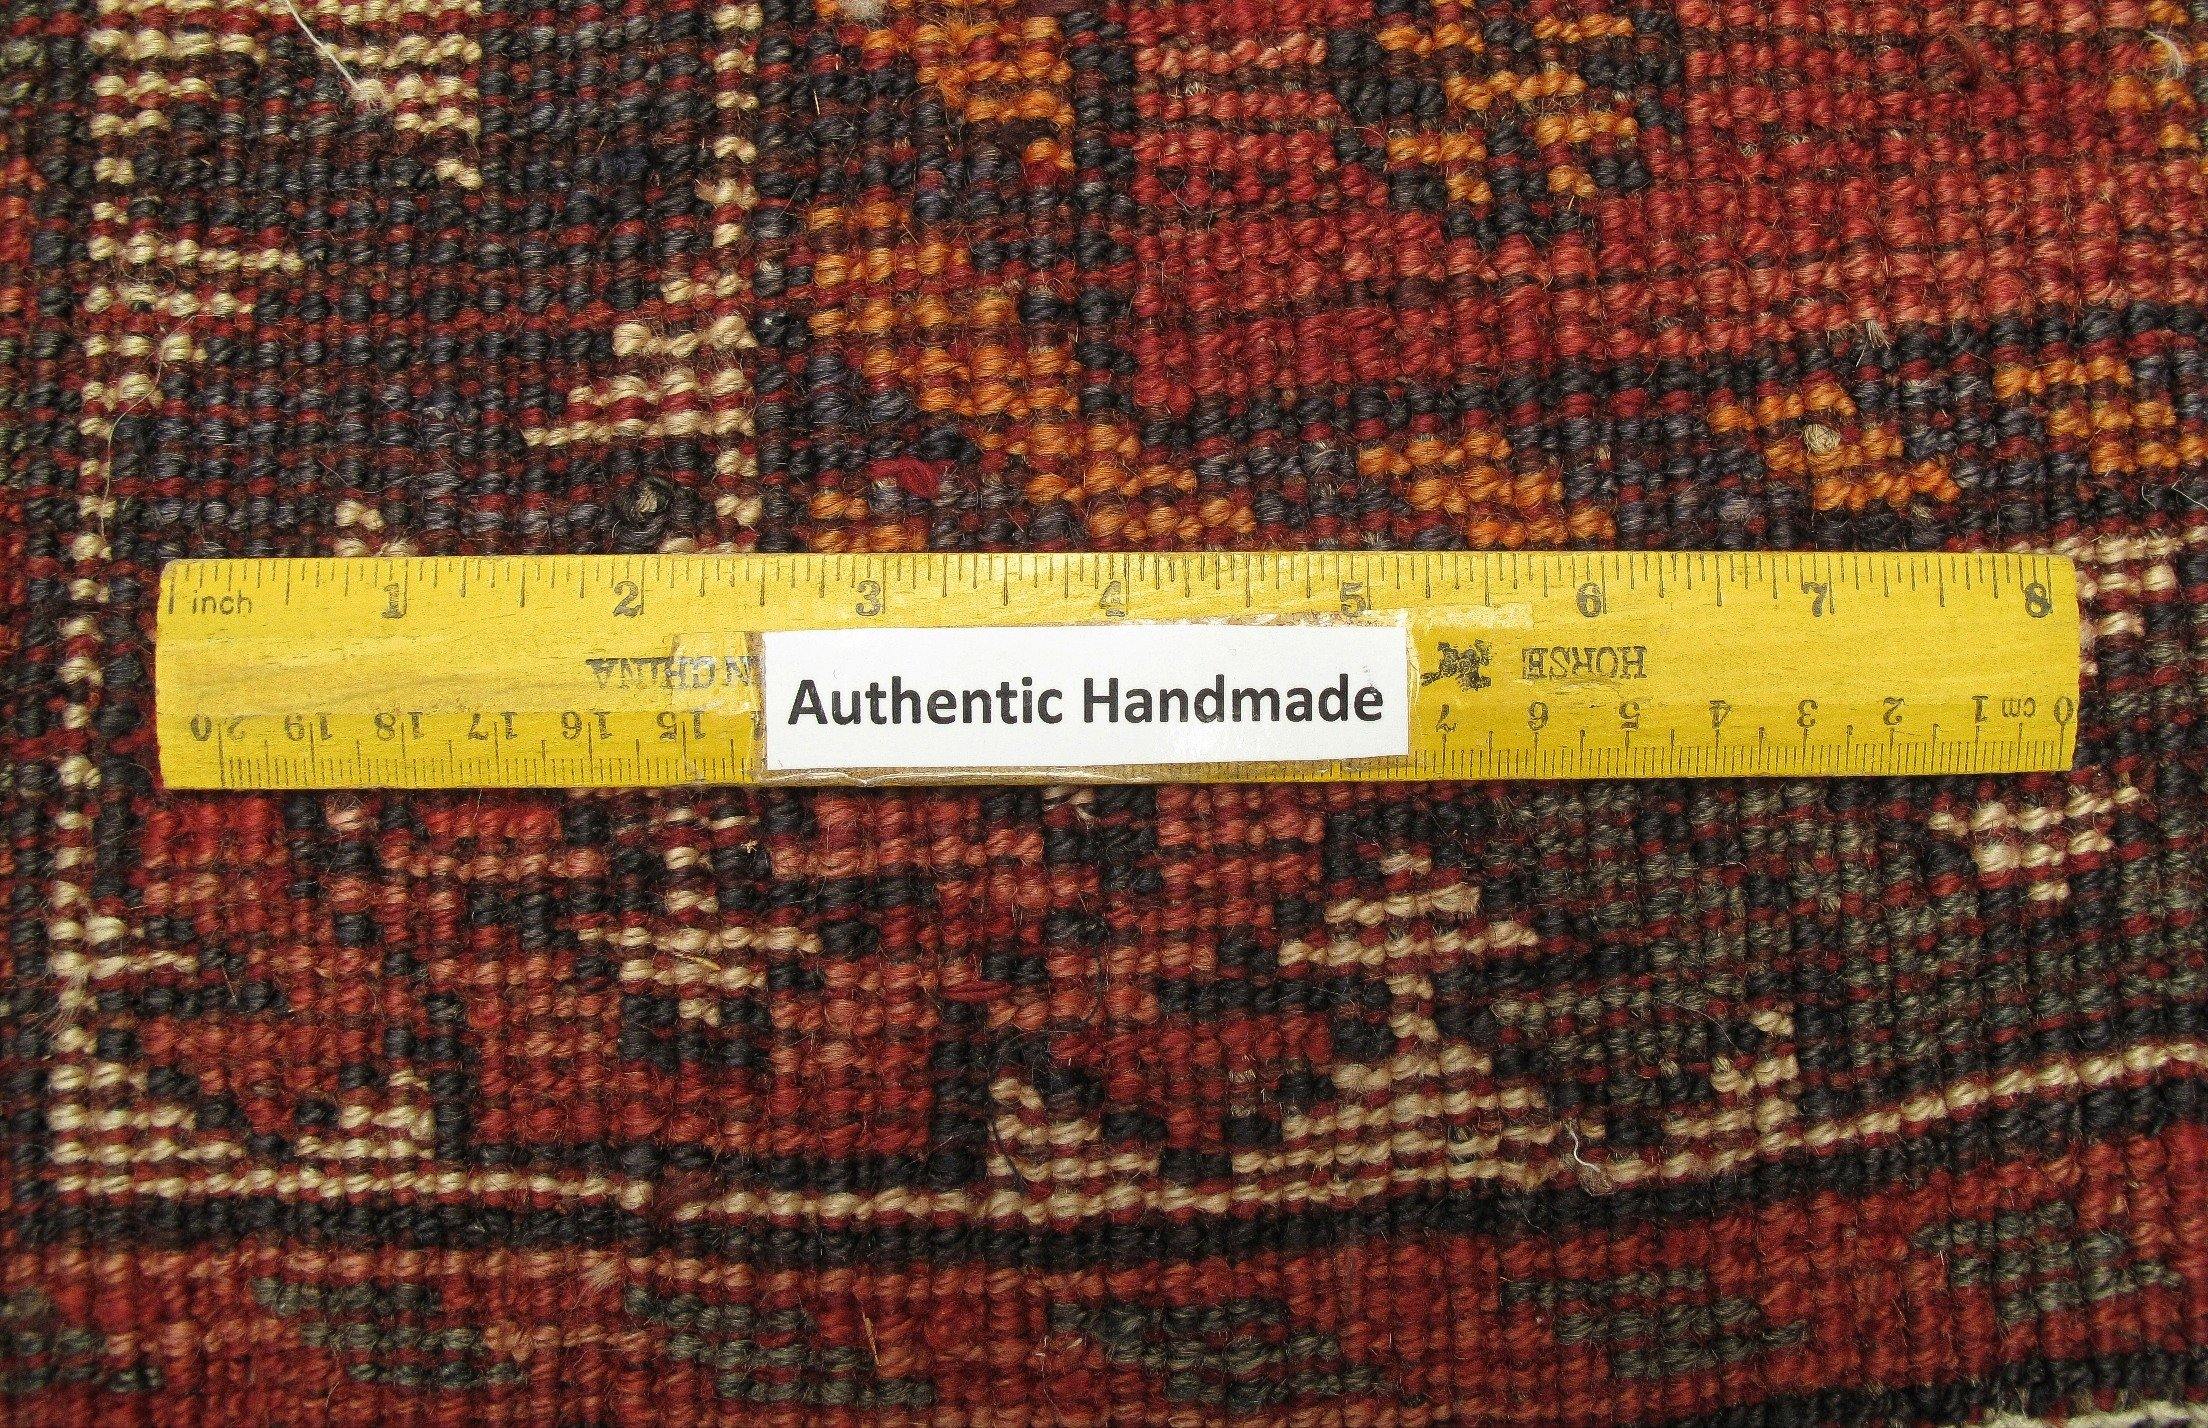 inch 1 2 3 4 5 6 7 8
HORSE
N CHINA
Authentic Handmade
20 19 18 17 16 15 7 6 5 4 3 2 1 cm 0